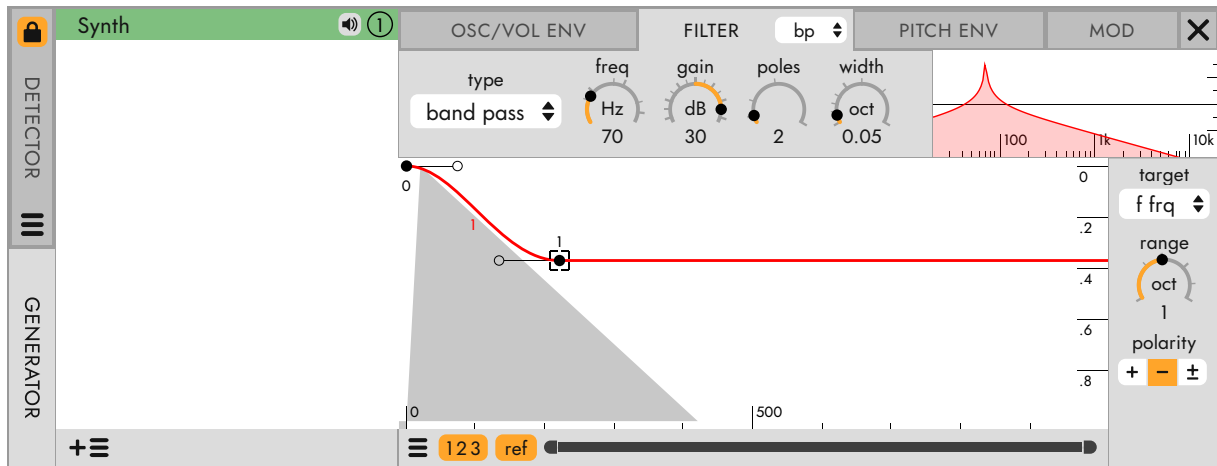 Synth 1
DETECTOR
GENERATOR
OSC/VOL ENV
FILTER
bp
PITCH ENV
MOD
type
band pass
freq
Hz
70
gain
dB
30
poles
2
width
oct
0.05
100
1k
10k
0
1
1
0
.2
.4
.6
.8
0
500
target
f frq
range
oct
1
polarity
+ − ±
123
ref